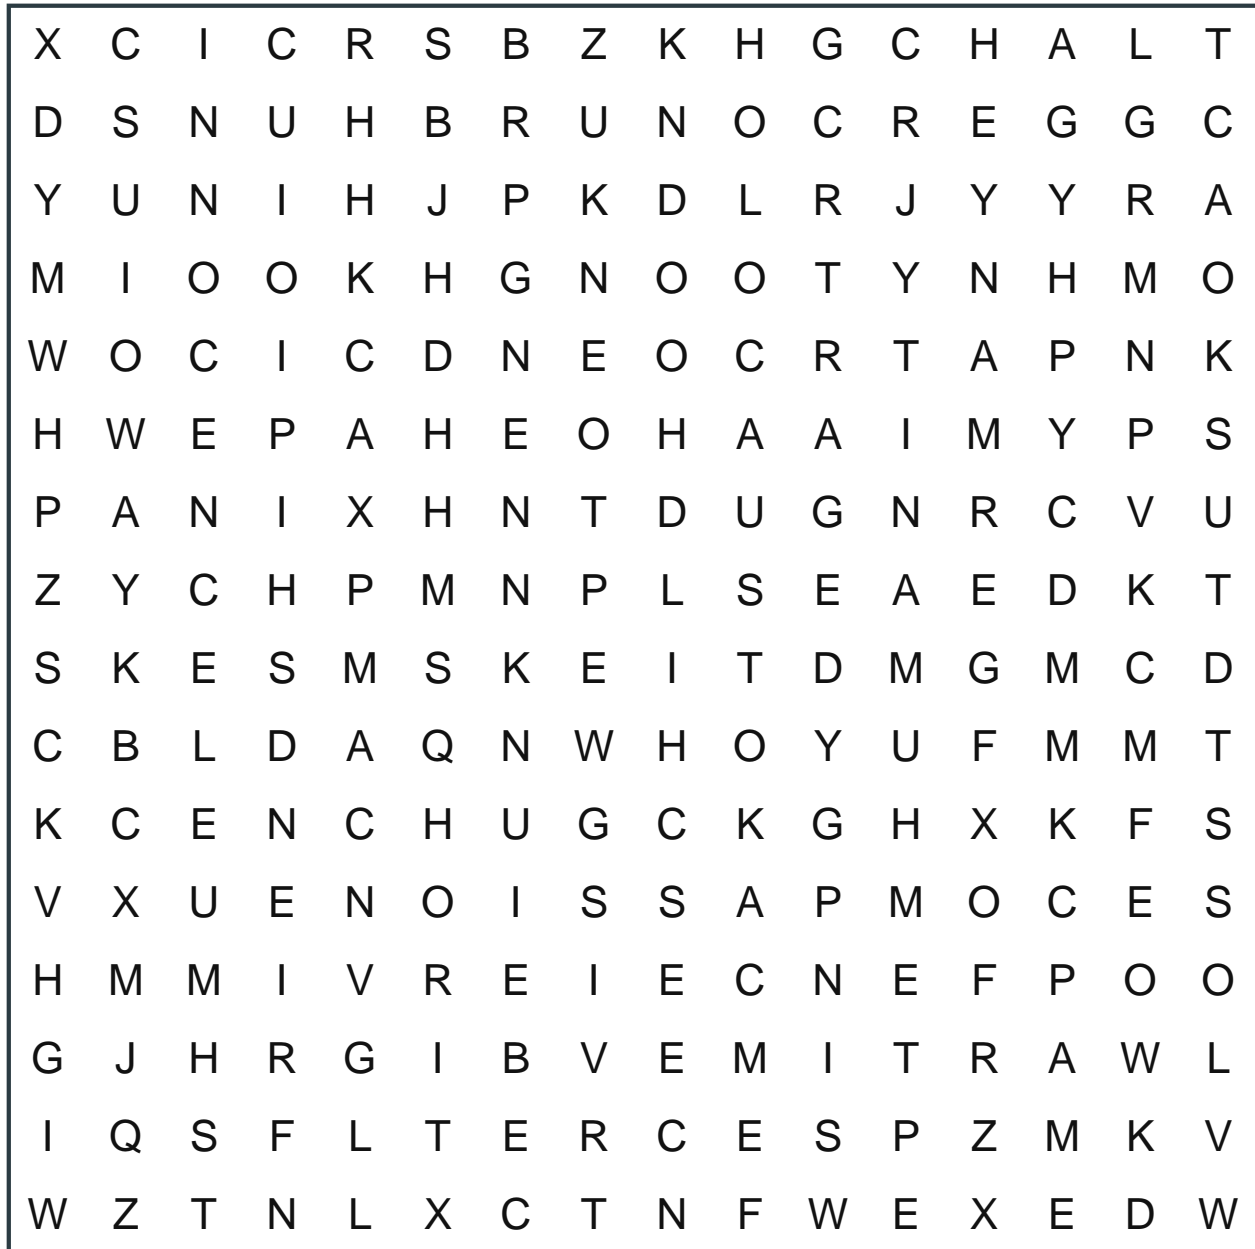 X C I C R S B Z K H G C H A L T
D S N U H B R U N O C R E G G C
Y U N I H J P K D L R J Y Y R A
M I O O K H G N O O T Y N H M O
W O C I C D N E O C R T A P N K
H W E P A H E O H A A I M Y P S
P A N I X H N T D U G N R C V U
Z Y C H P M N P L S E A E D K T
S K E S M S K E I T D M G M C D
C B L D A Q N W H O Y U F M M T
K C E N C H U G C K G H X K F S
V X U E N O I S S A P M O C E S
H M M I V R E I E C N E F P O O
G J H R G I B V E M I T R A W L
I Q S F L T E R C E S P Z M K V
W Z T N L X C T N F W E X E D W